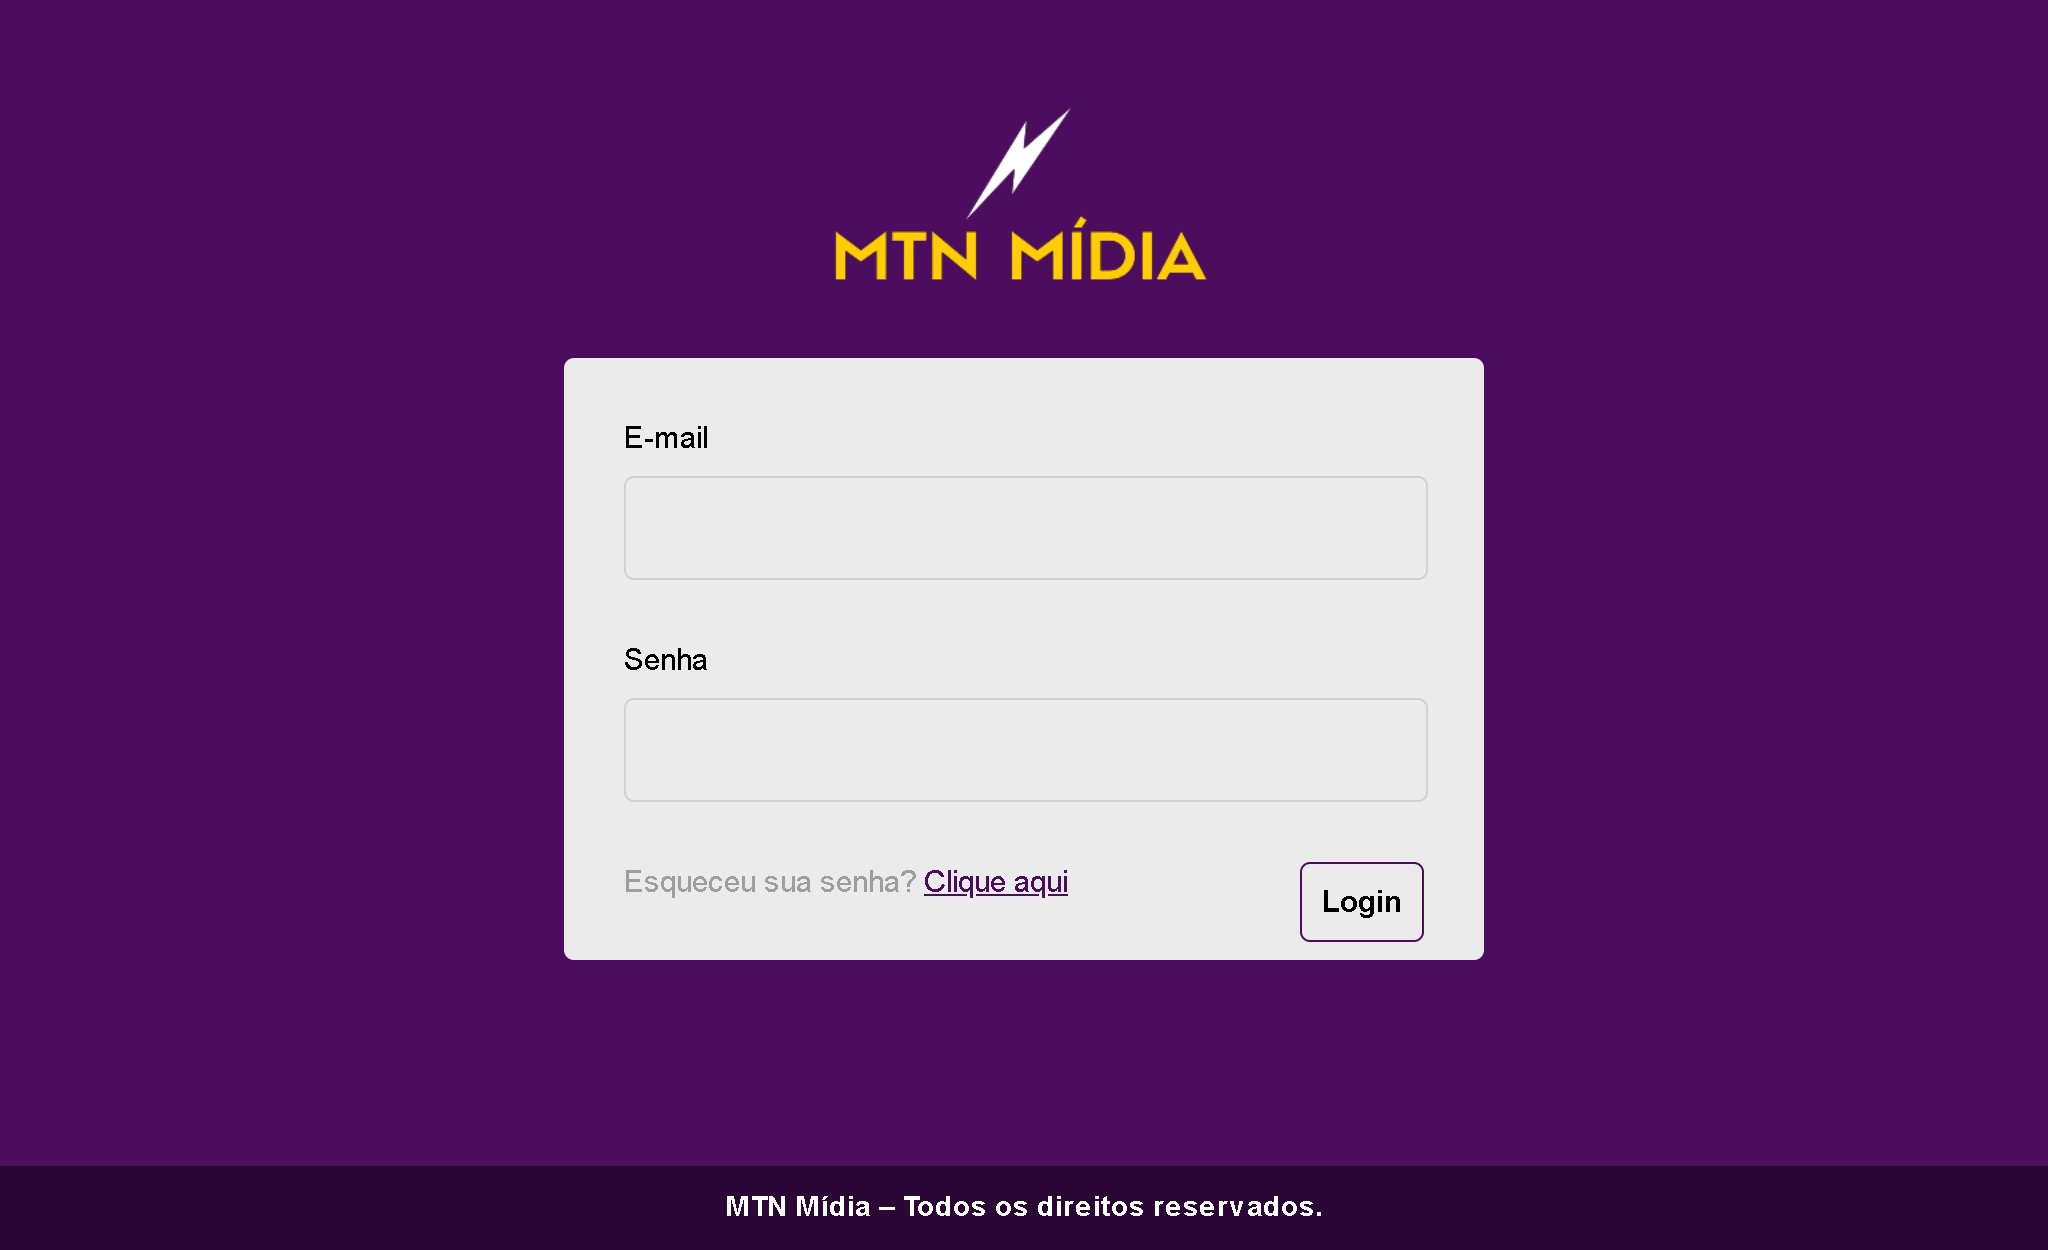 MTN MÍDIA
E-mail
Senha
Esqueceu sua senha? Clique aqui
Login
MTN Mídia – Todos os direitos reservados.